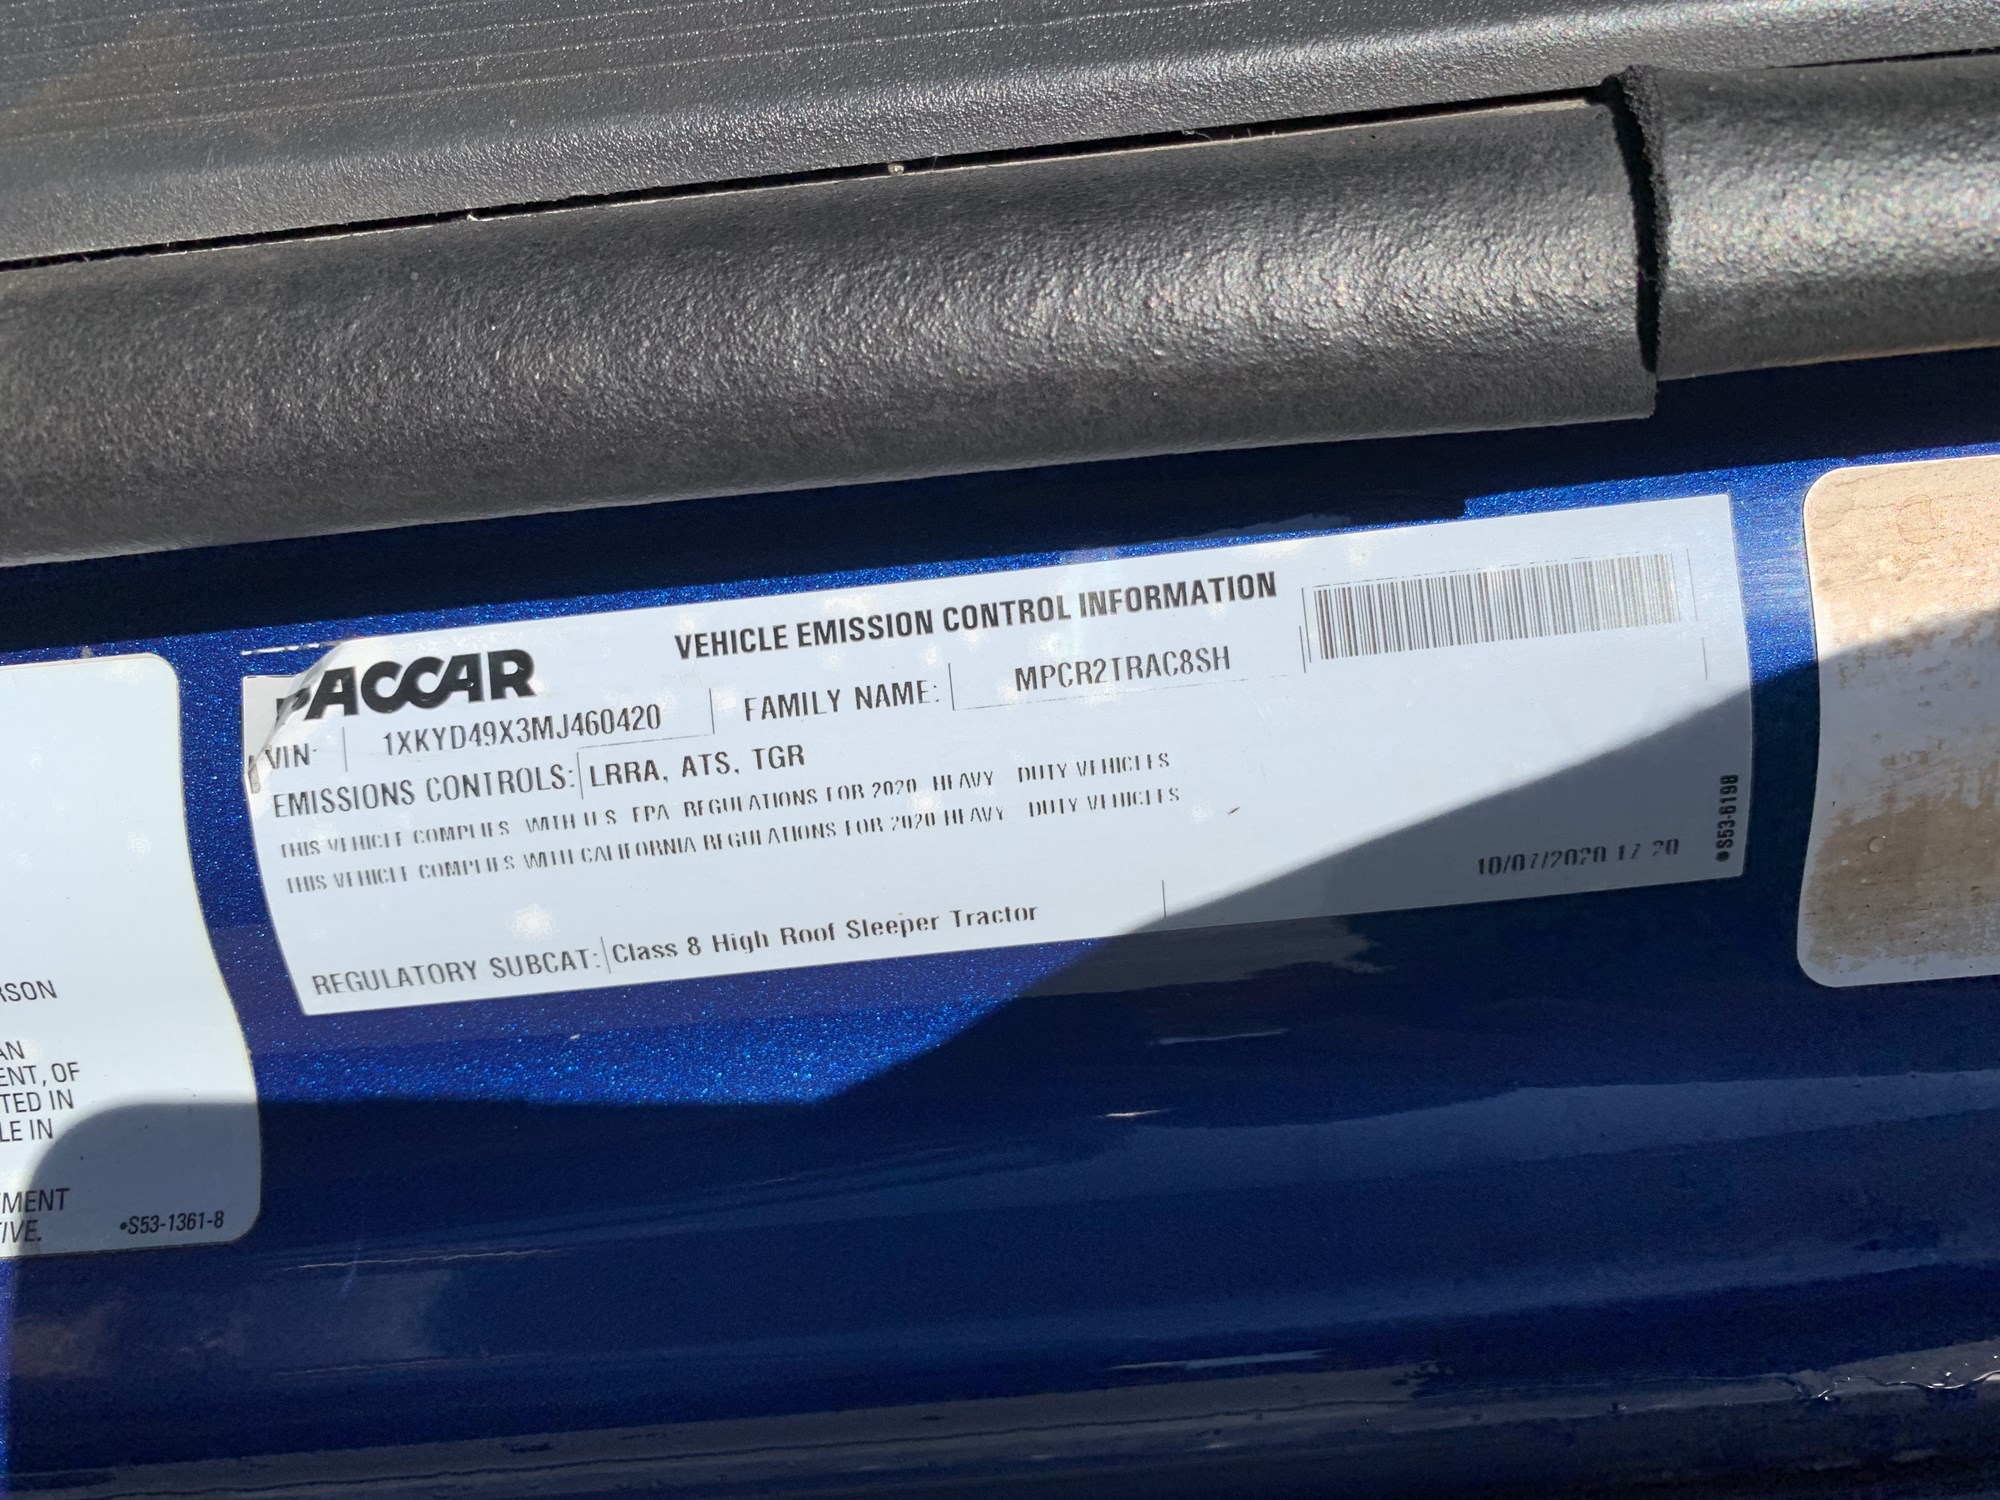 PACCAR
VEHICLE EMISSION CONTROL INFORMATION
VIN: 1XKYD49X3MJ460420 FAMILY NAME: MPCR2TRAC8SH
EMISSIONS CONTROLS: LRRA, ATS, TGR
THIS VEHICLE COMPLIES WITH U.S. EPA REGULATIONS FOR 2020 HEAVY DUTY VEHICLES
THIS VEHICLE COMPLIES WITH CALIFORNIA REGULATIONS FOR 2020 HEAVY DUTY VEHICLES
REGULATORY SUBCAT: Class 8 High Roof Sleeper Tractor
10/07/2020 17 20
•S53-6198
RSON
AN
ENT, OF
TED IN
LE IN
MENT
TIVE.
•S53-1361-8